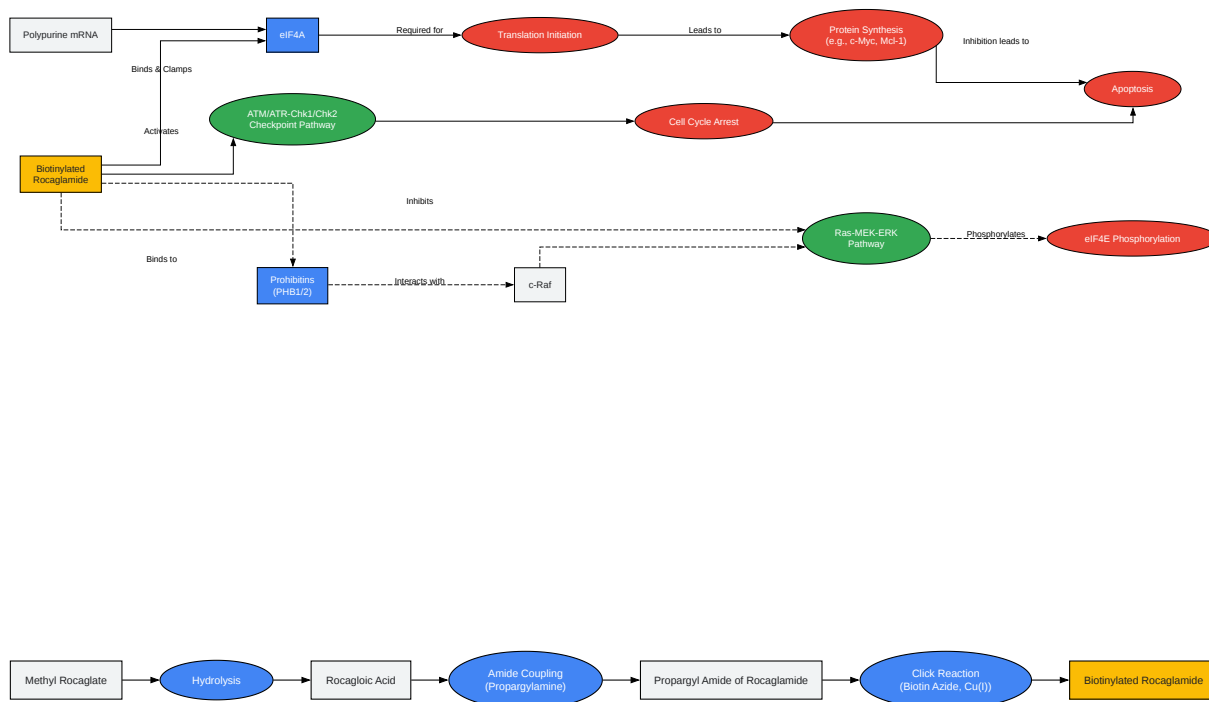 Polypurine mRNA
eIF4A
Required for
Translation Initiation
Leads to
Protein Synthesis
(e.g., c-Myc, Mcl-1)
Inhibition leads to
Binds & Clamps
Apoptosis
ATM/ATR-Chk1/Chk2
Checkpoint Pathway
Cell Cycle Arrest
Activates
Biotinylated
Rocaglamide
Inhibits
Ras-MEK-ERK
Pathway
Phosphorylates
eIF4E Phosphorylation
Binds to
Prohibitins
(PHB1/2)
Interacts with
c-Raf
Methyl Rocaglate
Hydrolysis
Rocagloic Acid
Amide Coupling
(Propargylamine)
Propargyl Amide of Rocaglamide
Click Reaction
(Biotin Azide, Cu(I))
Biotinylated Rocaglamide